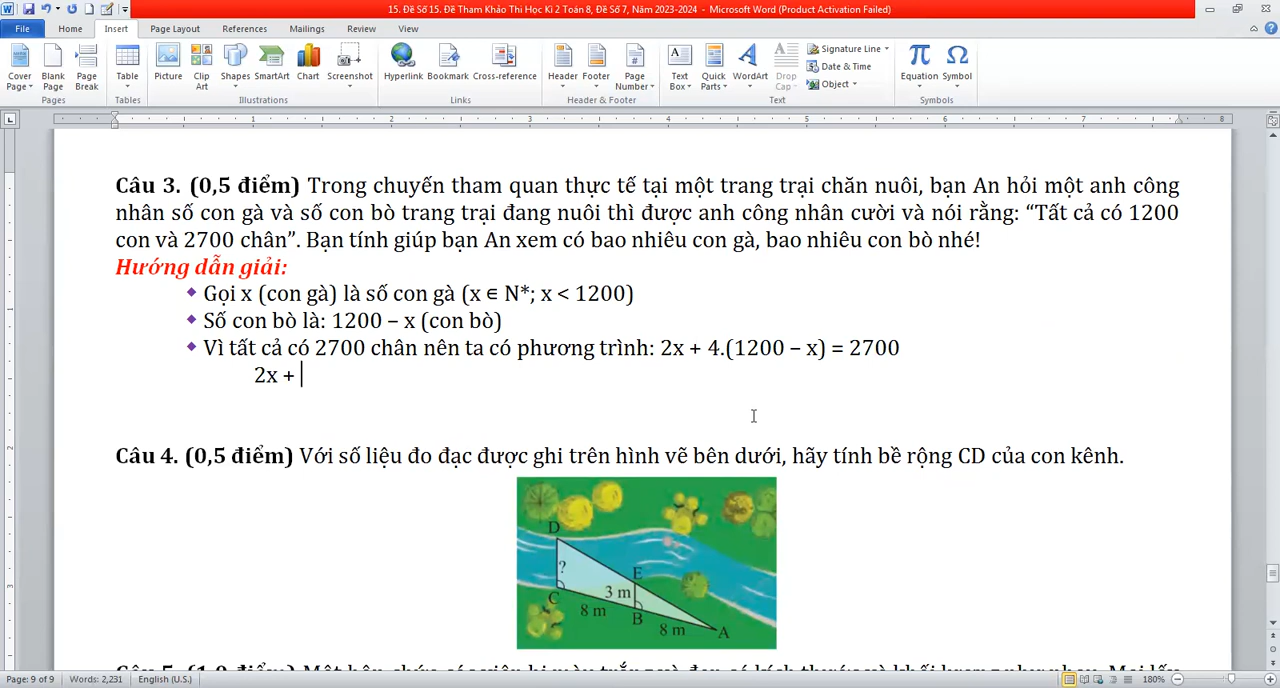 15. Đề Số 15. Đề Tham Khảo Thi Học Kì 2 Toán 8, Đề Số 7, Năm 2023-2024 - Microsoft Word (Product Activation Failed)
File Home Insert Page Layout References Mailings Review View
Cover Page Blank Page Page Break Table Picture Clip Art Shapes SmartArt Chart Screenshot Hyperlink Bookmark Cross-reference Header Footer Page Number Text Box Quick Parts WordArt Drop Cap Signature Line Date & Time Object Equation Symbol
Pages Tables Illustrations Links Header & Footer Text Symbols
1 2 3 4 5 6 7 8
Câu 3. (0,5 điểm) Trong chuyến tham quan thực tế tại một trang trại chăn nuôi, bạn An hỏi một anh công
nhân số con gà và số con bò trang trại đang nuôi thì được anh công nhân cười và nói rằng: “Tất cả có 1200
con và 2700 chân”. Bạn tính giúp bạn An xem có bao nhiêu con gà, bao nhiêu con bò nhé!
Hướng dẫn giải:
Gọi x (con gà) là số con gà (x ∈ N*; x < 1200)
Số con bò là: 1200 – x (con bò)
Vì tất cả có 2700 chân nên ta có phương trình: 2x + 4.(1200 – x) = 2700
2x +
Câu 4. (0,5 điểm) Với số liệu đo đạc được ghi trên hình vẽ bên dưới, hãy tính bề rộng CD của con kênh.
D
?
E
C
3 m
8 m
B
8 m
A
Page: 9 of 9 Words: 2,231 English (U.S.) 180%